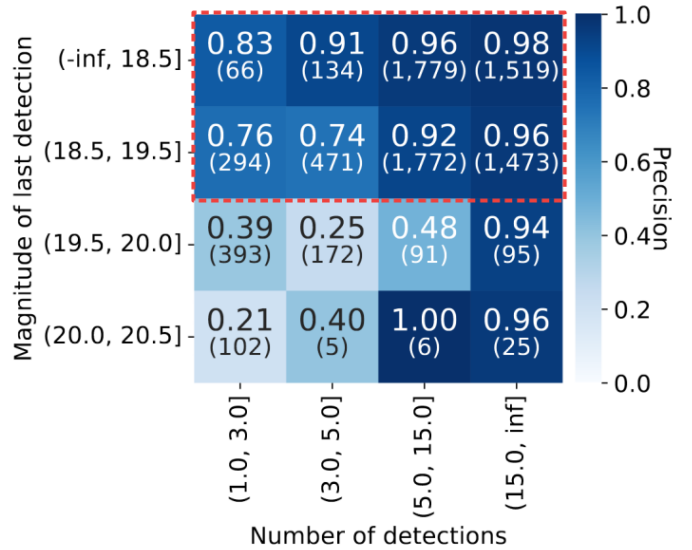 0.83 0.91 0.96 0.98 1.0
(-inf, 18.5]
(66) (134) (1,779) (1,519)
0.8
0.76 0.74 0.92 0.96
(18.5, 19.5]
(294) (471) (1,772) (1,473)
0.6
0.39 0.25 0.48 0.94
(19.5, 20.0]
(393) (172) (91) (95)
0.4
0.21 0.40 1.00 0.96
(20.0, 20.5]
(102) (5) (6) (25)
0.2
0.0
Magnitude of last detection
Precision
(1.0, 3.0]
(3.0, 5.0]
(5.0, 15.0]
(15.0, inf]
Number of detections